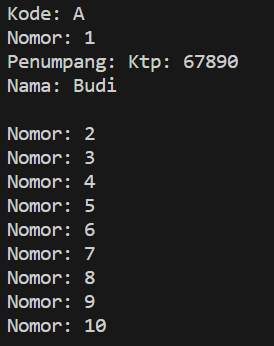 Kode: A
Nomor: 1
Penumpang: Ktp: 67890
Nama: Budi
Nomor: 2
Nomor: 3
Nomor: 4
Nomor: 5
Nomor: 6
Nomor: 7
Nomor: 8
Nomor: 9
Nomor: 10